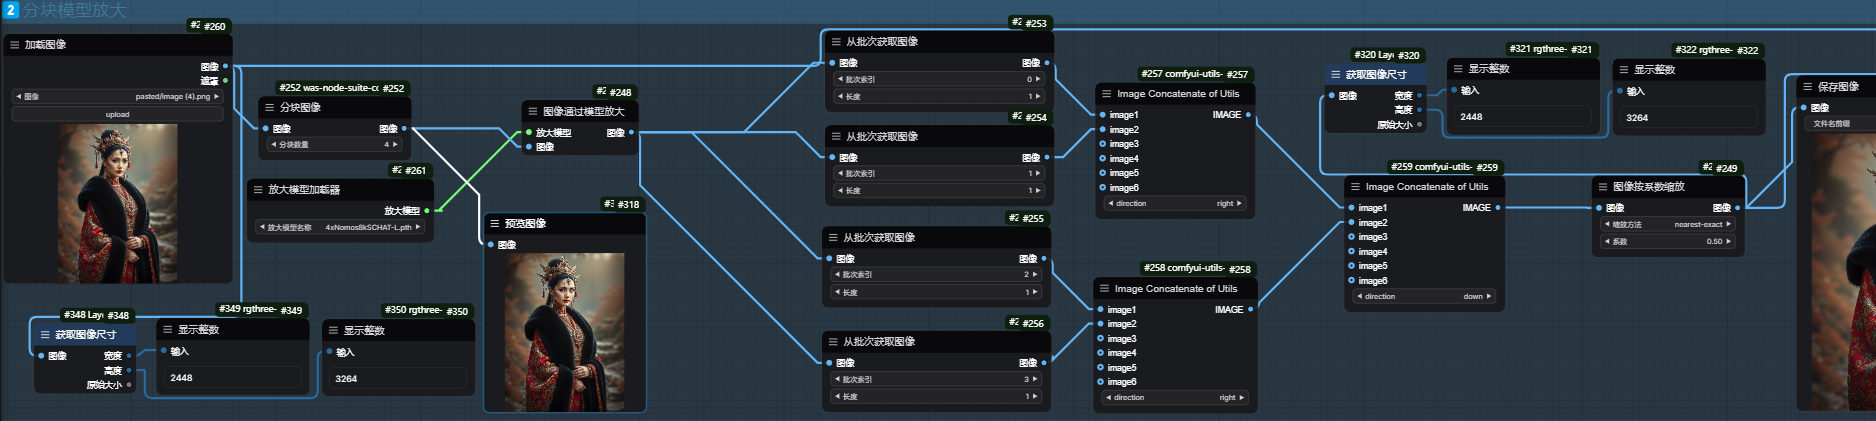 2 分块模型放大
#2 #260
加载图像
图像
遮罩
图像 pasted/image (4).png
upload
#252 was-node-suite-cc #252
分块图像
图像 图像
分块数量 4
#2 #261
放大模型加载器
放大模型
放大模型名称 4xNomos8kSCHAT-L.pth
#2 #248
图像通过模型放大
放大模型 图像
图像
#3 #318
预览图像
图像
#348 Lay #348
获取图像尺寸
图像 宽度
高度
原始大小
#349 rgthree- #349
显示整数
输入
2448
#350 rgthree- #350
显示整数
输入
3264
#2 #253
从批次获取图像
图像 图像
批次索引 0
长度 1
#2 #254
从批次获取图像
图像 图像
批次索引 1
长度 1
#2 #255
从批次获取图像
图像 图像
批次索引 2
长度 1
#2 #256
从批次获取图像
图像 图像
批次索引 3
长度 1
#257 comfyui-utils- #257
Image Concatenate of Utils
image1 IMAGE
image2
image3
image4
image5
image6
direction right
#258 comfyui-utils- #258
Image Concatenate of Utils
image1 IMAGE
image2
image3
image4
image5
image6
direction right
#320 Lay #320
获取图像尺寸
图像 宽度
高度
原始大小
#321 rgthree- #321
显示整数
输入
2448
#322 rgthree- #322
显示整数
输入
3264
#259 comfyui-utils- #259
Image Concatenate of Utils
image1 IMAGE
image2
image3
image4
image5
image6
direction down
#2 #249
图像按系数缩放
图像 图像
缩放方法 nearest-exact
系数 0.50
保存图像
图像
文件名前缀